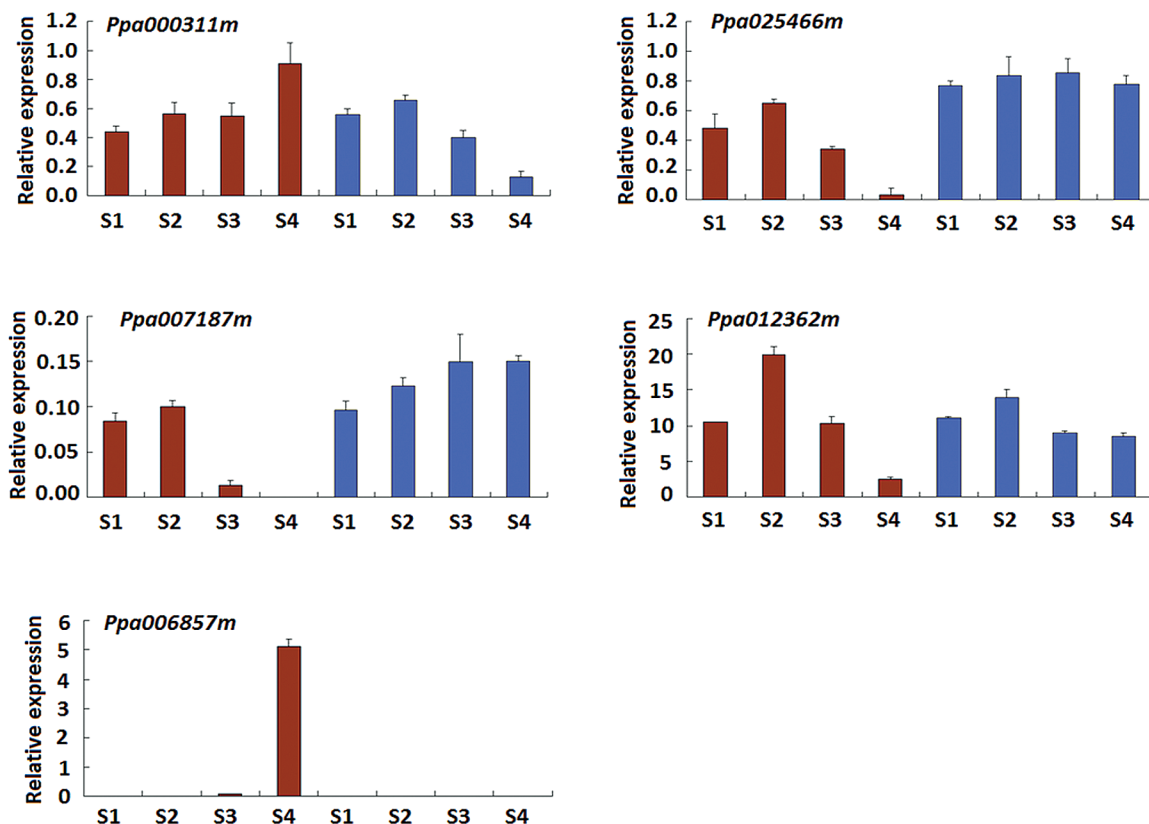 Ppa000311m
Relative expression
1.2
1.0
0.8
0.6
0.4
0.2
0.0
S1 S2 S3 S4 S1 S2 S3 S4
Ppa025466m
Relative expression
1.2
1.0
0.8
0.6
0.4
0.2
0.0
S1 S2 S3 S4 S1 S2 S3 S4
Ppa007187m
Relative expression
0.20
0.15
0.10
0.05
0.00
S1 S2 S3 S4 S1 S2 S3 S4
Ppa012362m
Relative expression
25
20
15
10
5
0
S1 S2 S3 S4 S1 S2 S3 S4
Ppa006857m
Relative expression
6
5
4
3
2
1
0
S1 S2 S3 S4 S1 S2 S3 S4